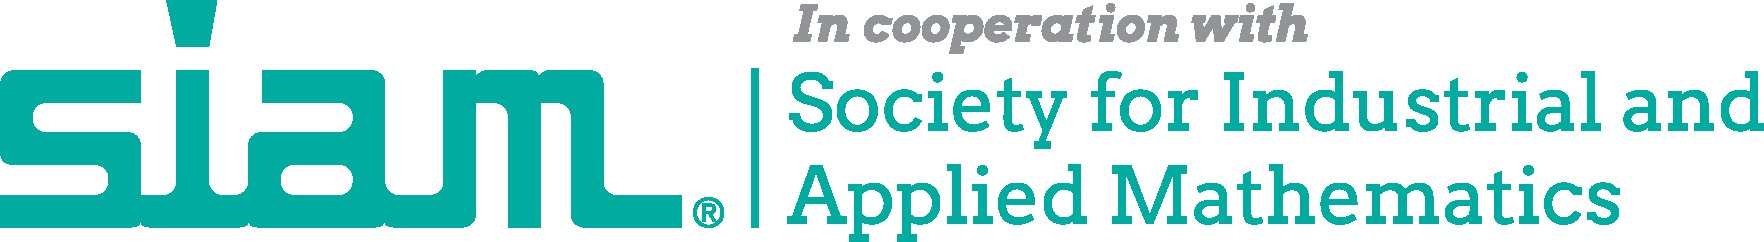 siam®
In cooperation with
Society for Industrial and
Applied Mathematics